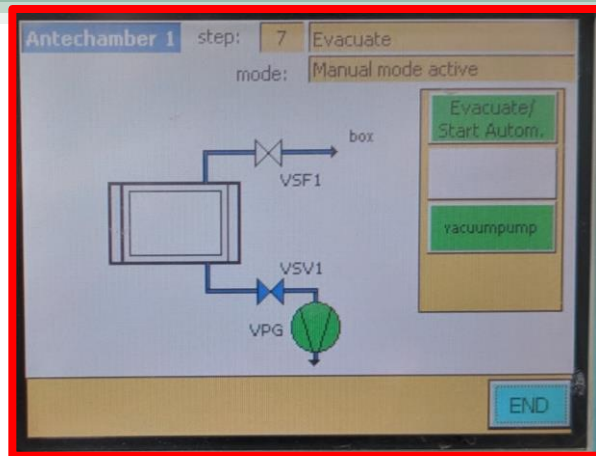 Antechamber 1 step: 7 Evacuate
mode: Manual mode active
Evacuate/
Start Autom.
box
VSF1
vacuumpump
VSV1
VPG
END